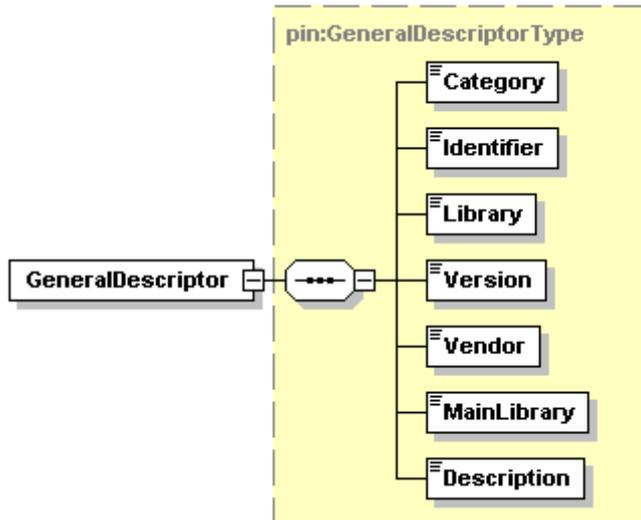 pin:GeneralDescriptorType
Category
Identifier
Library
GeneralDescriptor
Version
Vendor
MainLibrary
Description